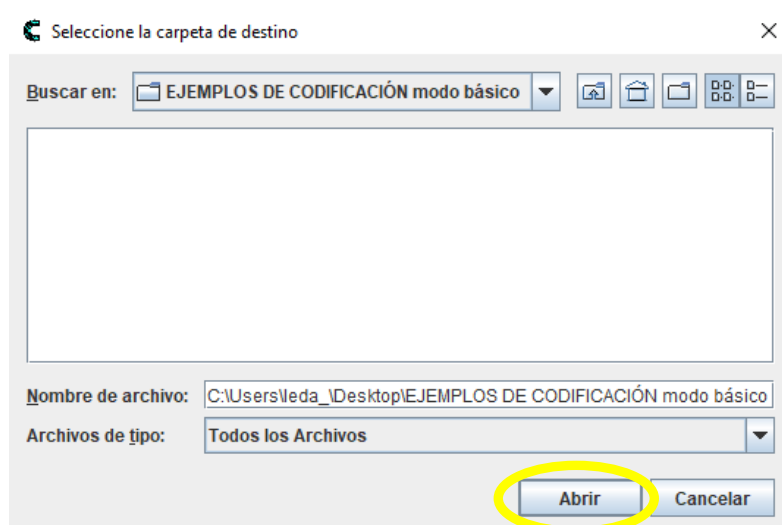 Seleccione la carpeta de destino
Buscar en: EJEMPLOS DE CODIFICACIÓN modo básico
Nombre de archivo: C:\Users\leda_\Desktop\EJEMPLOS DE CODIFICACIÓN modo básico
Archivos de tipo: Todos los Archivos
Abrir Cancelar